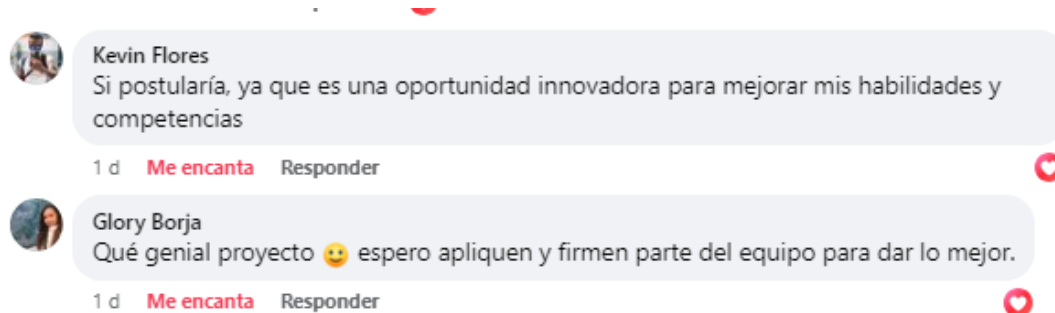 Kevin Flores
Si postularía, ya que es una oportunidad innovadora para mejorar mis habilidades y
competencias
1 d Me encanta Responder
Glory Borja
Qué genial proyecto 🙂 espero apliquen y firmen parte del equipo para dar lo mejor.
1 d Me encanta Responder